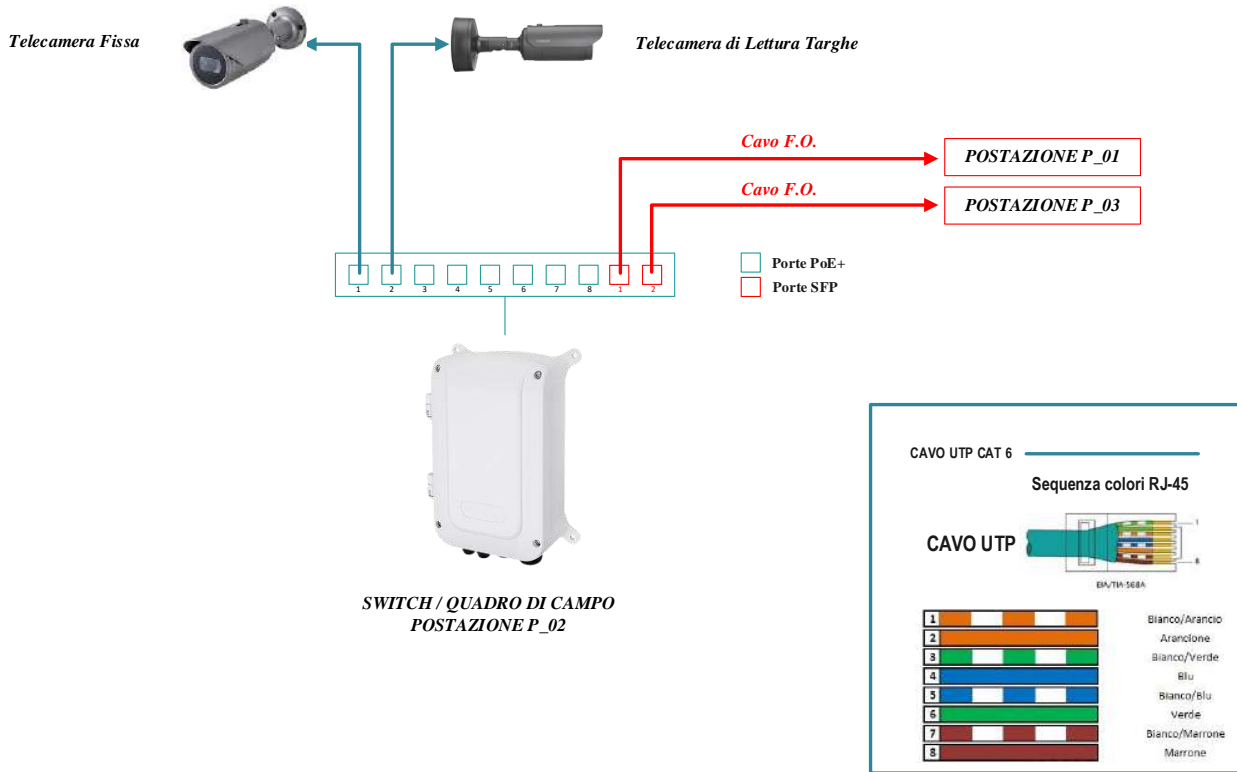 Telecamera Fissa
Telecamera di Lettura Targhe
Cavo F.O.
POSTAZIONE P_01
Cavo F.O.
POSTAZIONE P_03
1 2 3 4 5 6 7 8 1 2
Porte PoE+
Porte SFP
SWITCH / QUADRO DI CAMPO
POSTAZIONE P_02
CAVO UTP CAT 6
Sequenza colori RJ-45
CAVO UTP
1
8
EIA/TIA-568A
1 Bianco/Arancio
2 Arancione
3 Bianco/Verde
4 Blu
5 Bianco/Blu
6 Verde
7 Bianco/Marrone
8 Marrone